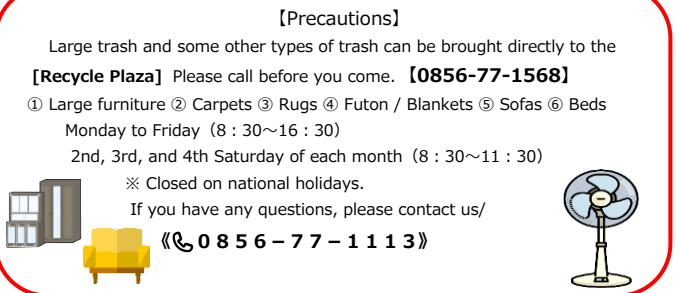 【Precautions】
Large trash and some other types of trash can be brought directly to the
[Recycle Plaza] Please call before you come. 【0856-77-1568】
① Large furniture ② Carpets ③ Rugs ④ Futon / Blankets ⑤ Sofas ⑥ Beds
Monday to Friday（8：30～16：30）
2nd, 3rd, and 4th Saturday of each month（8：30～11：30）
※ Closed on national holidays.
If you have any questions, please contact us/
《📞０８５６－７７－１１１３》